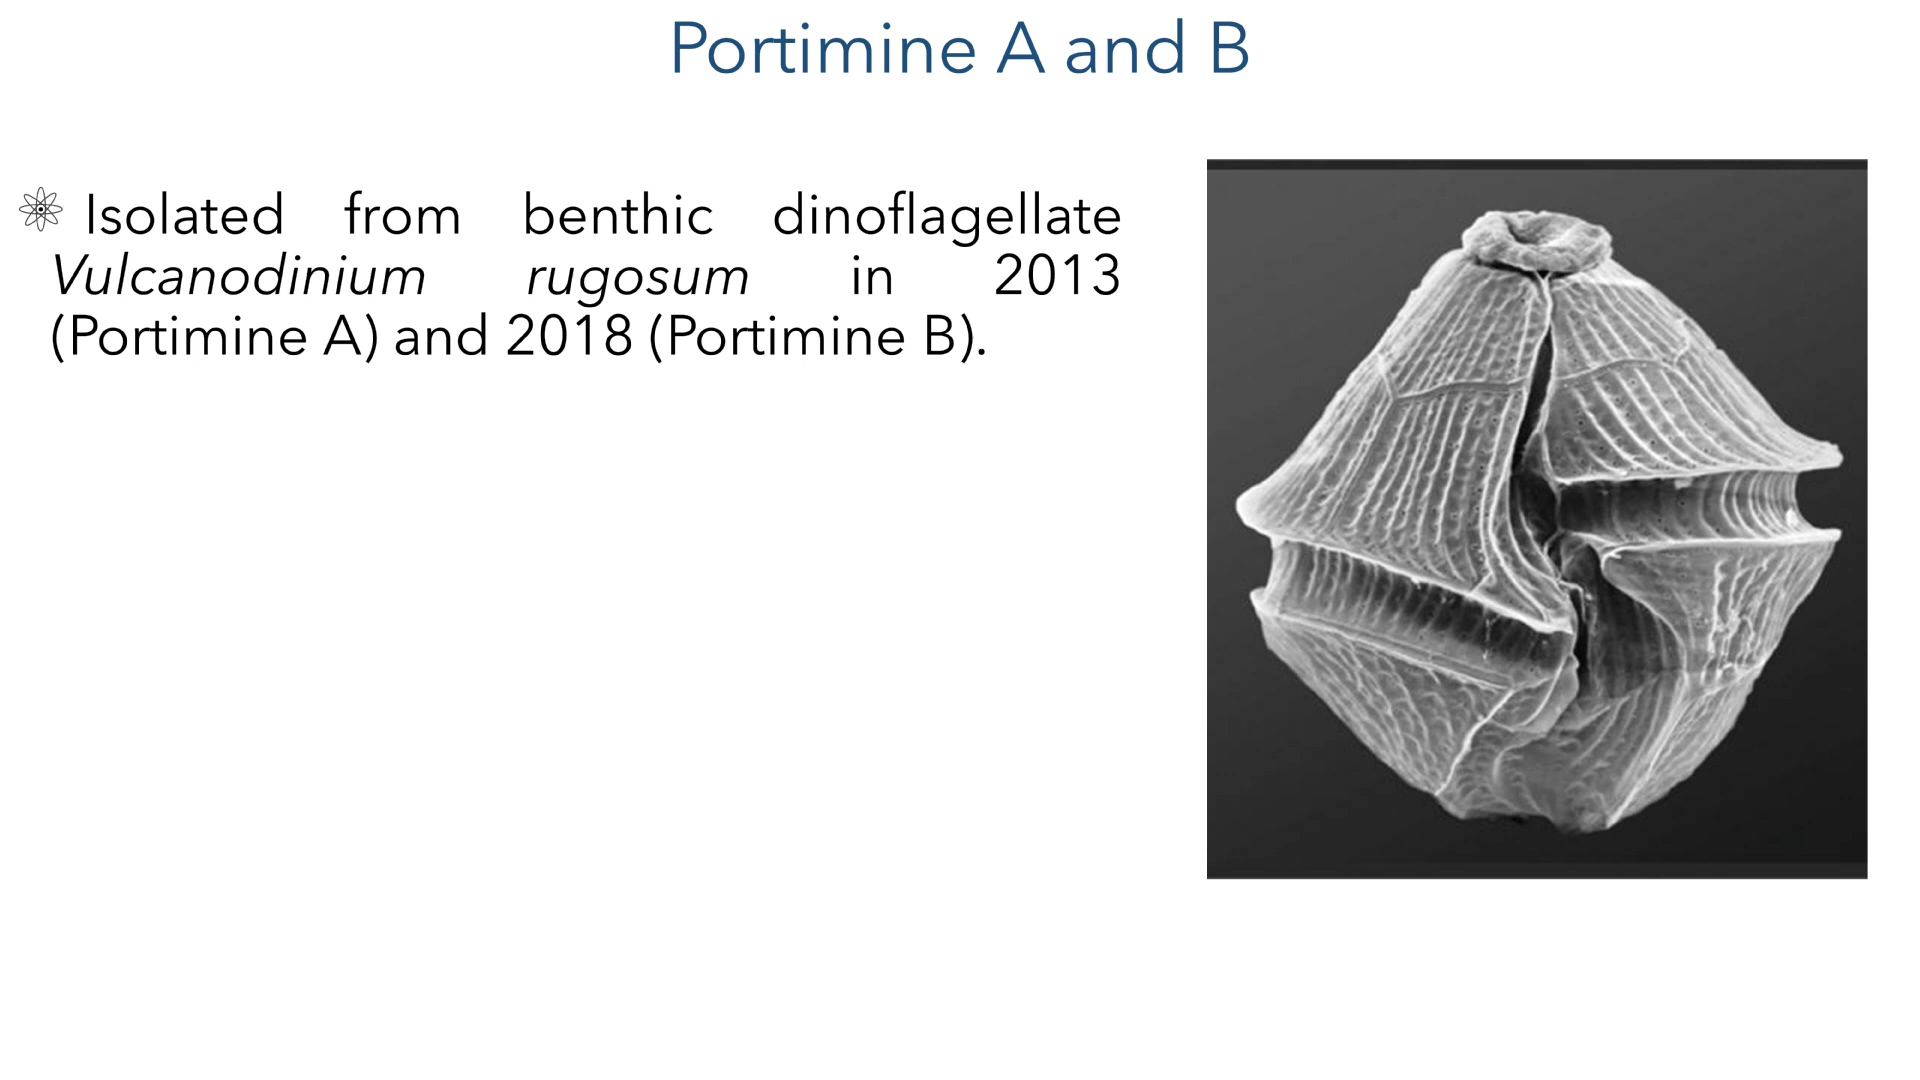 Portimine A and B
Isolated from benthic dinoflagellate
Vulcanodinium rugosum in 2013
(Portimine A) and 2018 (Portimine B).